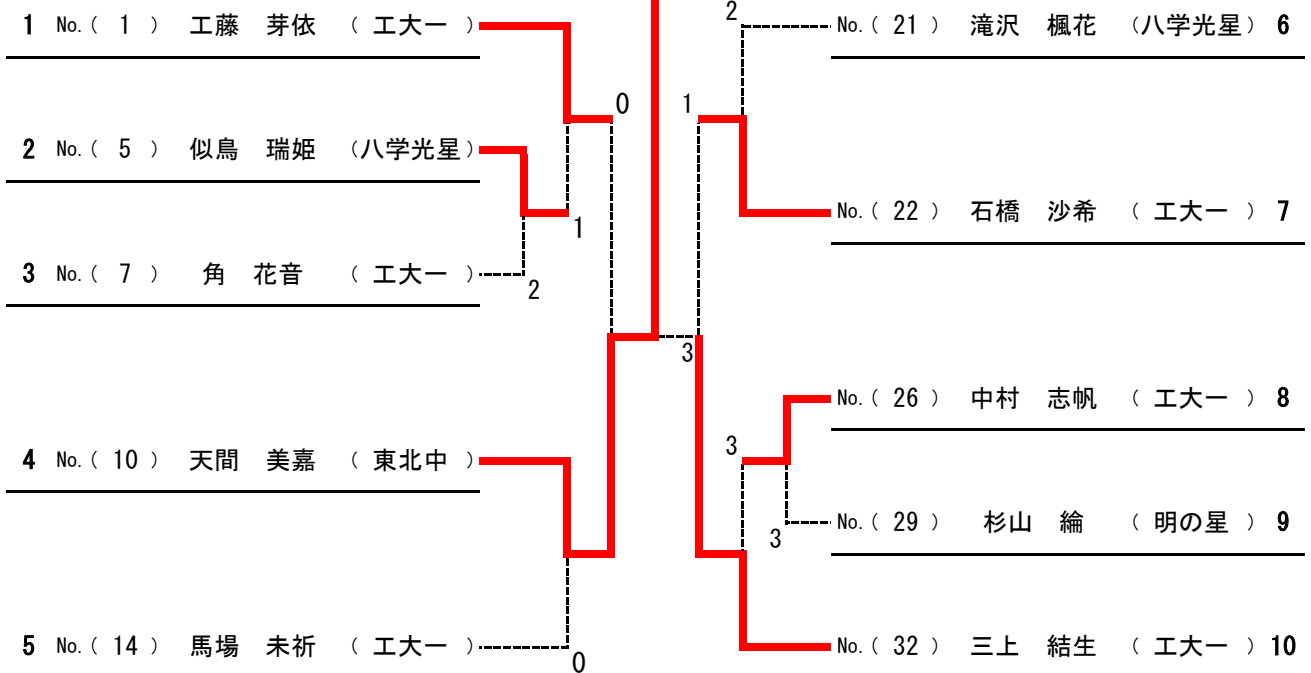 1 No.( 1 ) 工藤 芽依 ( 工大一 )
2 No.( 5 ) 似鳥 瑞姫 (八学光星)
3 No.( 7 ) 角 花音 ( 工大一 )
4 No.( 10 ) 天間 美嘉 ( 東北中 )
5 No.( 14 ) 馬場 未祈 ( 工大一 )
0
1
2
0
3
2
1
3
3
No.( 21 ) 滝沢 楓花 (八学光星) 6
No.( 22 ) 石橋 沙希 ( 工大一 ) 7
No.( 26 ) 中村 志帆 ( 工大一 ) 8
No.( 29 ) 杉山 綸 ( 明の星 ) 9
No.( 32 ) 三上 結生 ( 工大一 ) 10